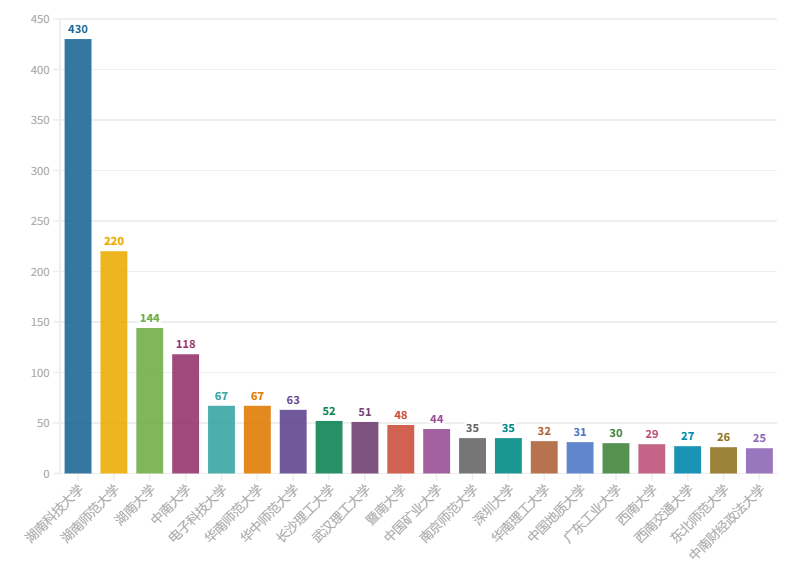 450
400
350
300
250
200
150
100
50
0
430
220
144
118
67
67
63
52
51
48
44
35
35
32
31
30
29
27
26
25
湖南科技大学
湖南师范大学
湖南大学
中南大学
电子科技大学
华南师范大学
华中师范大学
长沙理工大学
武汉理工大学
暨南大学
中国矿业大学
南京师范大学
深圳大学
华南理工大学
中国地质大学
广东工业大学
西南大学
西南交通大学
东北师范大学
中南财经政法大学